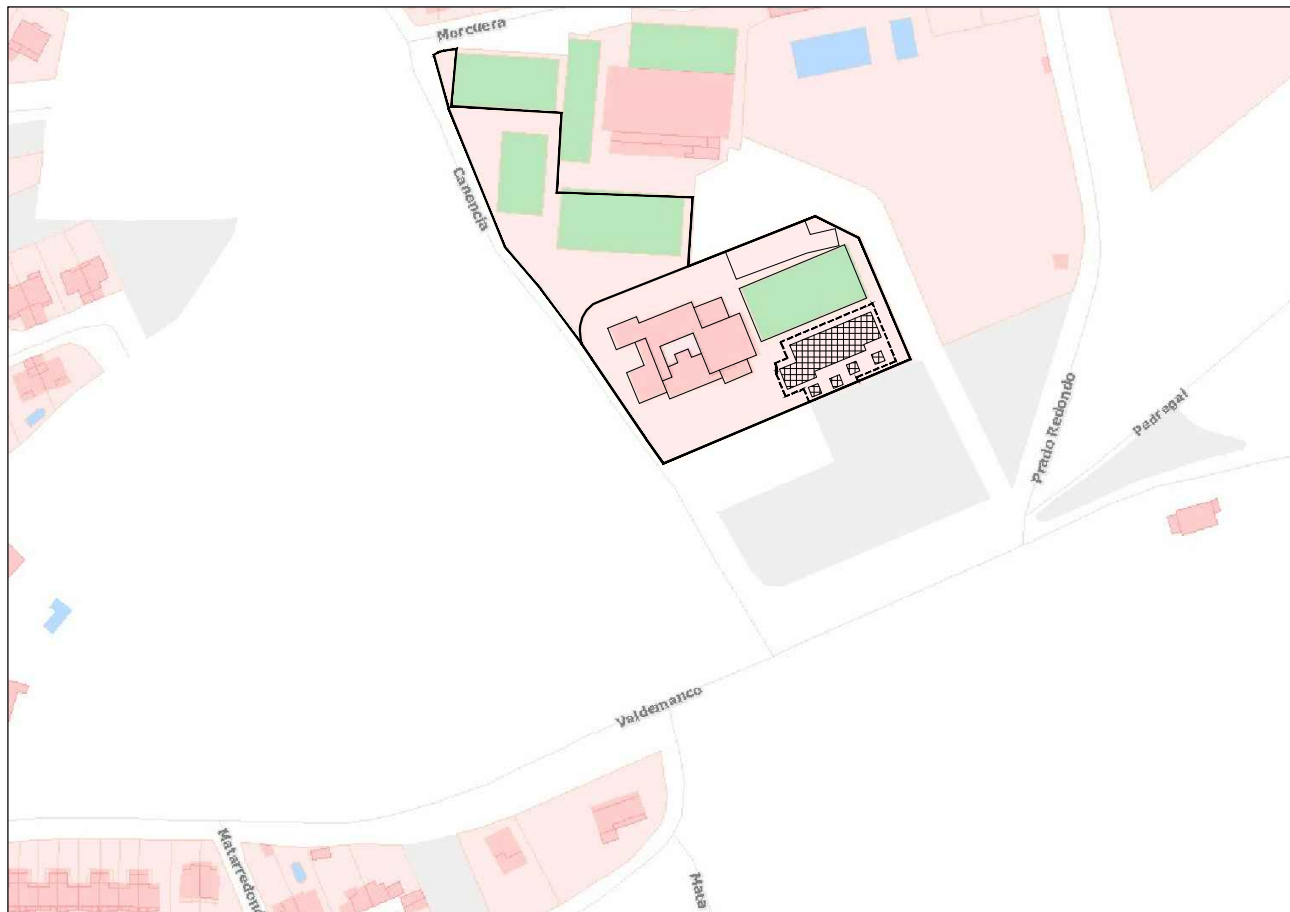 Morcuera
Canencia
Prado Redondo
Pedregal
Valdemanco
Matarredond
Mata